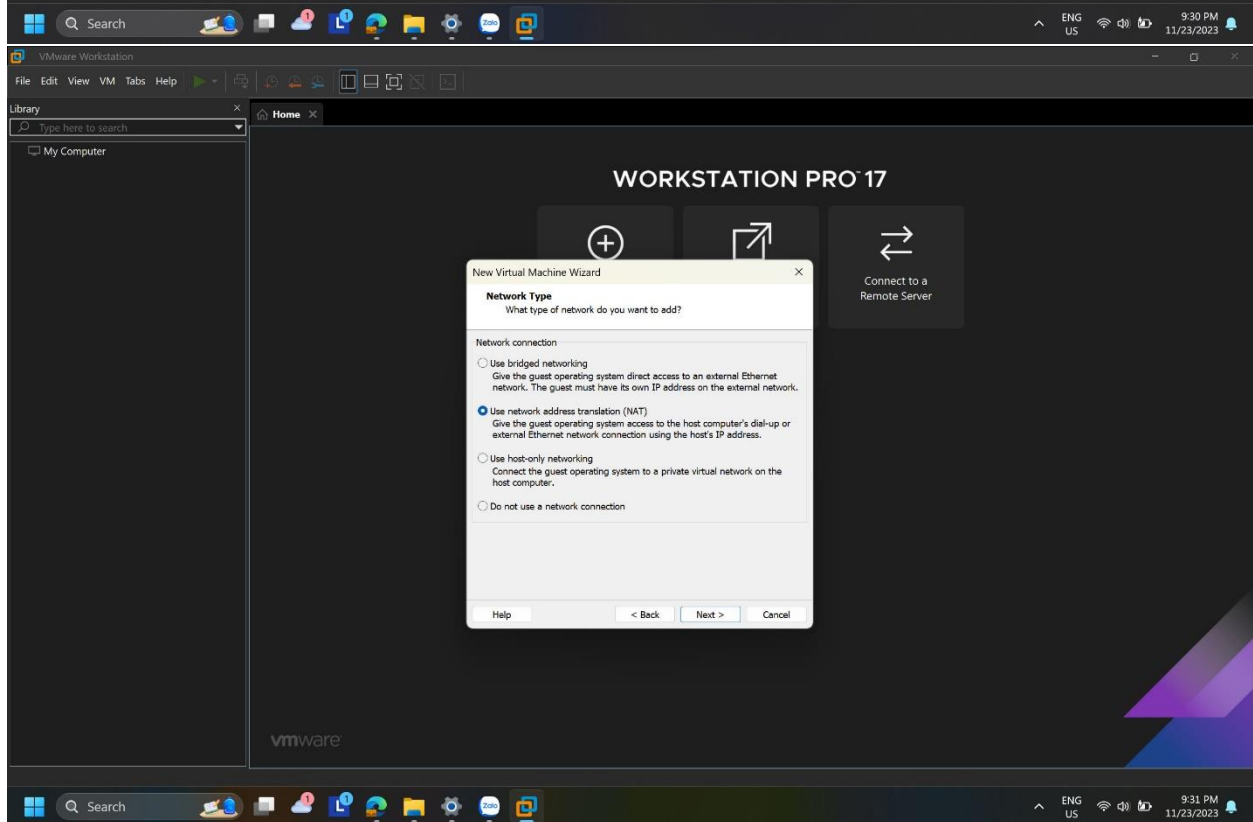 Search
1
L
1
Zalo
ENG
US
9:30 PM
11/23/2023
VMware Workstation
File Edit View VM Tabs Help
Library
Type here to search
Home
My Computer
WORKSTATION PRO™ 17
Connect to a
Remote Server
New Virtual Machine Wizard
Network Type
What type of network do you want to add?
Network connection
Use bridged networking
Give the guest operating system direct access to an external Ethernet
network. The guest must have its own IP address on the external network.
Use network address translation (NAT)
Give the guest operating system access to the host computer's dial-up or
external Ethernet network connection using the host's IP address.
Use host-only networking
Connect the guest operating system to a private virtual network on the
host computer.
Do not use a network connection
Help
< Back
Next >
Cancel
vmware
Search
1
L
1
Zalo
ENG
US
9:31 PM
11/23/2023